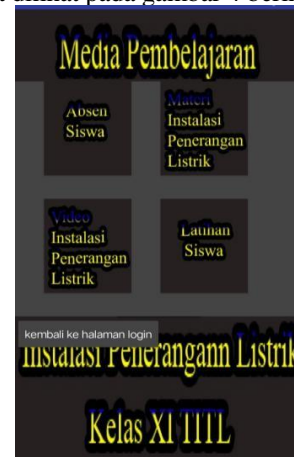 Media Pembelajaran
Absen
Siswa
Materi
Instalasi
Penerangan
Listrik
Video
Instalasi
Penerangan
Listrik
Latihan
Siswa
kembali ke halaman login
Instalasi Penerangann Listrik
Kelas XI TITL